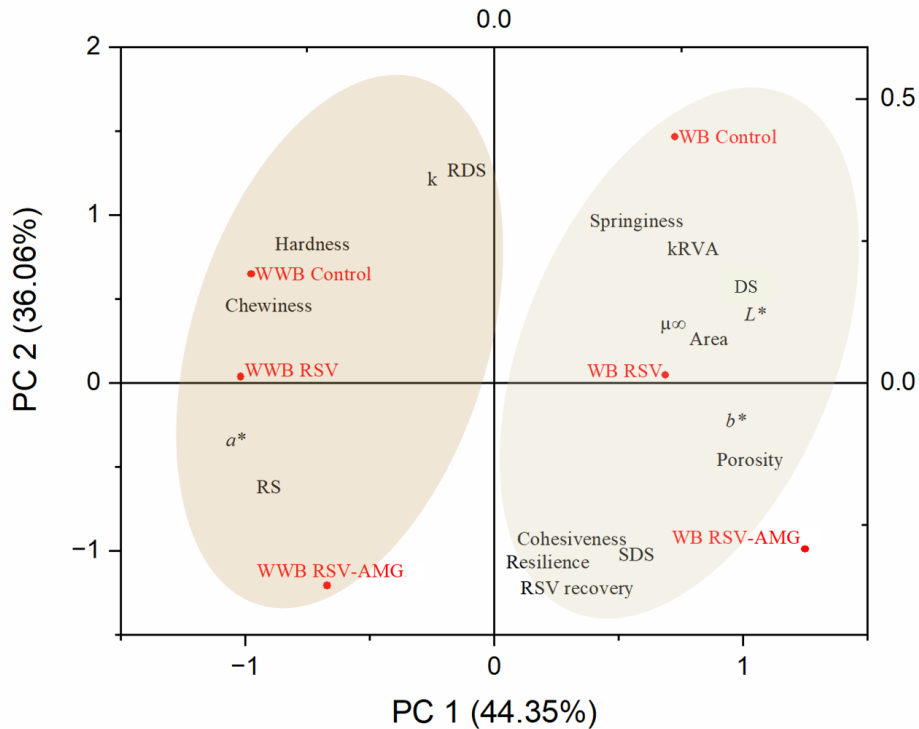 0.0
2
0.5
WB Control
k
RDS
Springiness
1
Hardness
kRVA
WWB Control
DS
Chewiness
L*
μ∞
Area
WWB RSV
WB RSV
0
0.0
a*
b*
Porosity
RS
Cohesiveness
WB RSV-AMG
−1
Resilience
SDS
WWB RSV-AMG
RSV recovery
−1
0
1
PC 1 (44.35%)
PC 2 (36.06%)